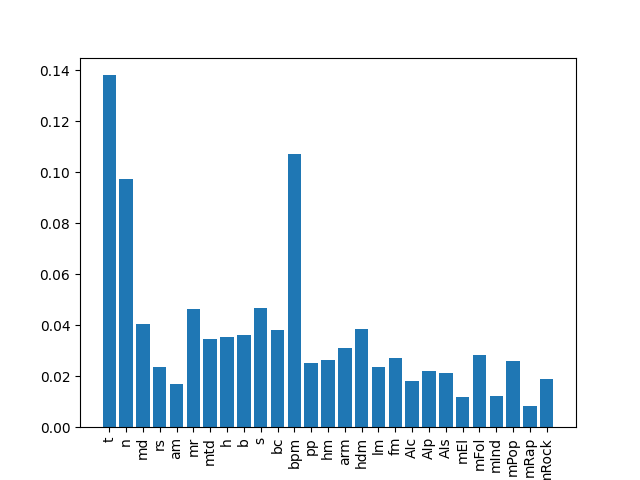 0.14
0.12
0.10
0.08
0.06
0.04
0.02
0.00
t
n
md
rs
am
mr
mtd
h
b
s
bc
bpm
pp
hm
arm
hdm
lm
fm
Alc
Alp
Als
mEl
mFol
mInd
mPop
mRap
mRock